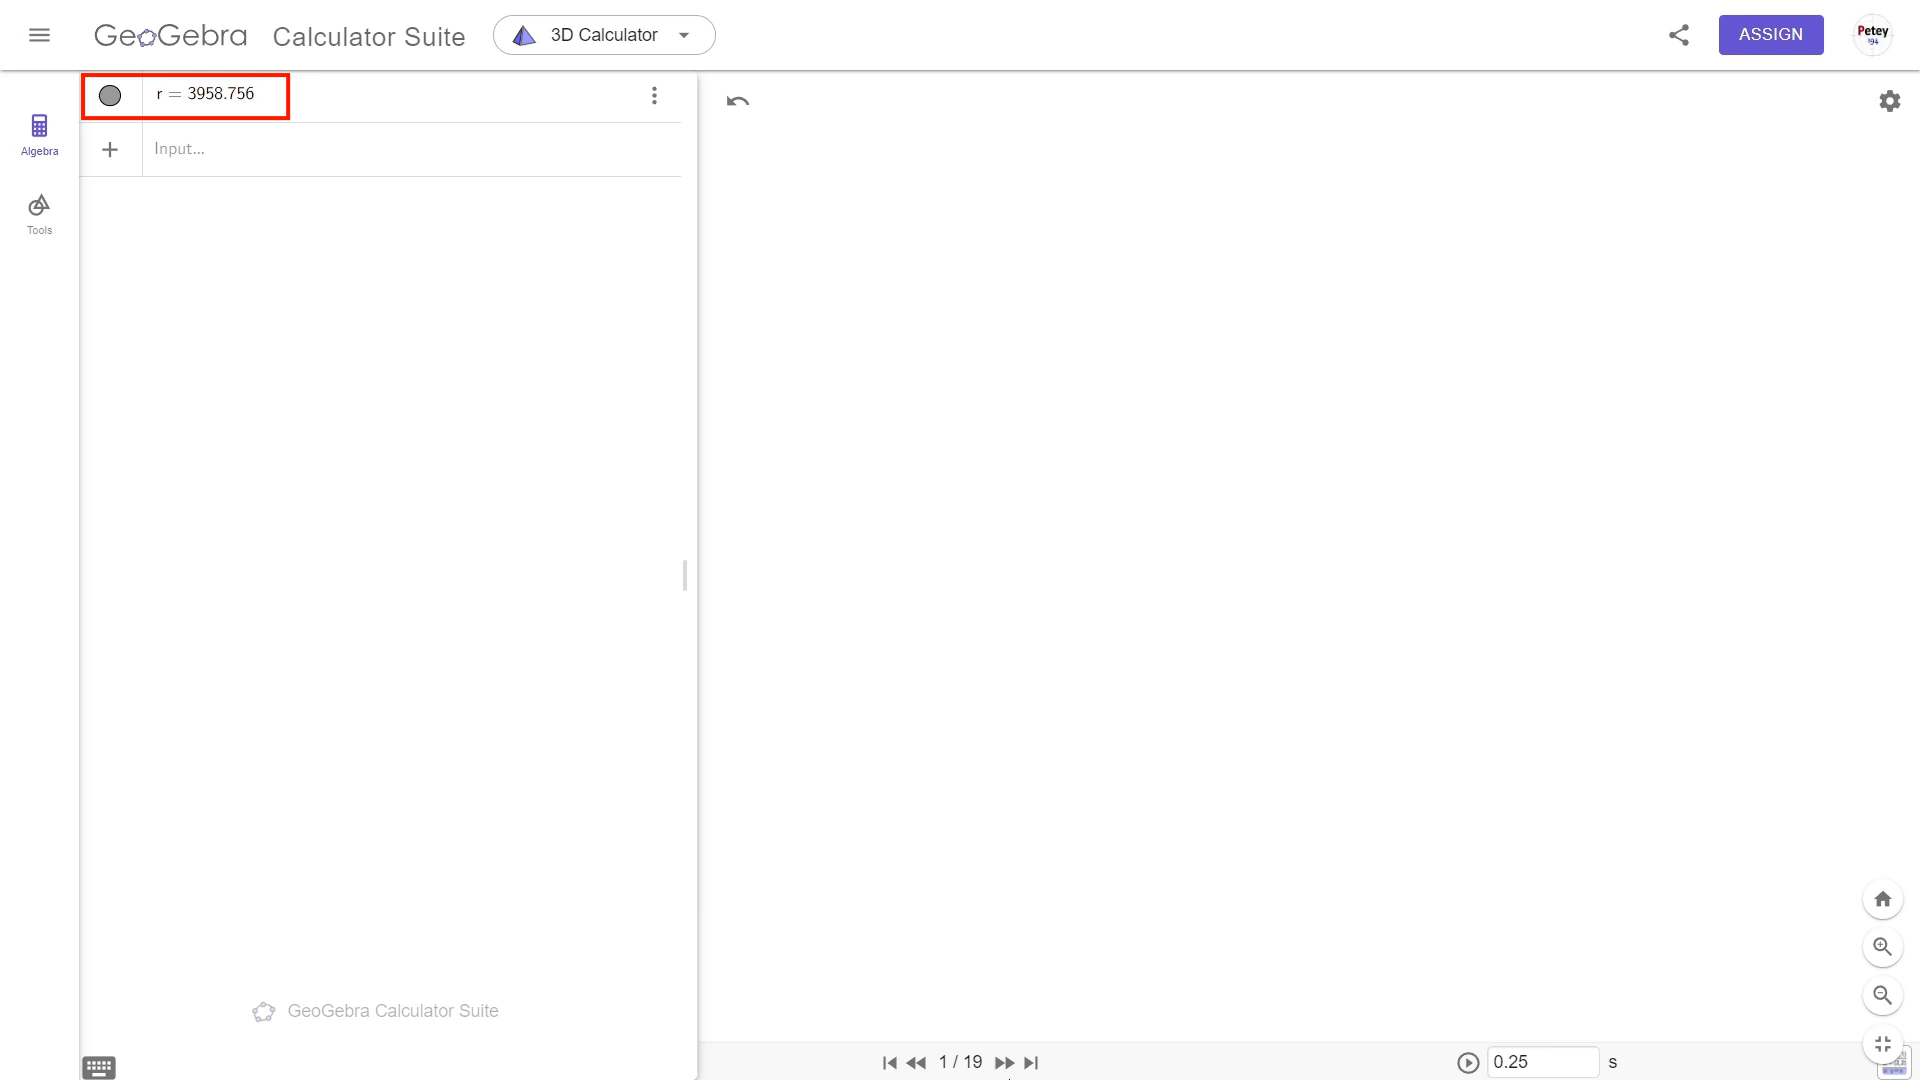 GeoGebra Calculator Suite
3D Calculator
ASSIGN
Petey
'94
r = 3958.756
Algebra
Input...
Tools
GeoGebra Calculator Suite
1 / 19
0.25
s